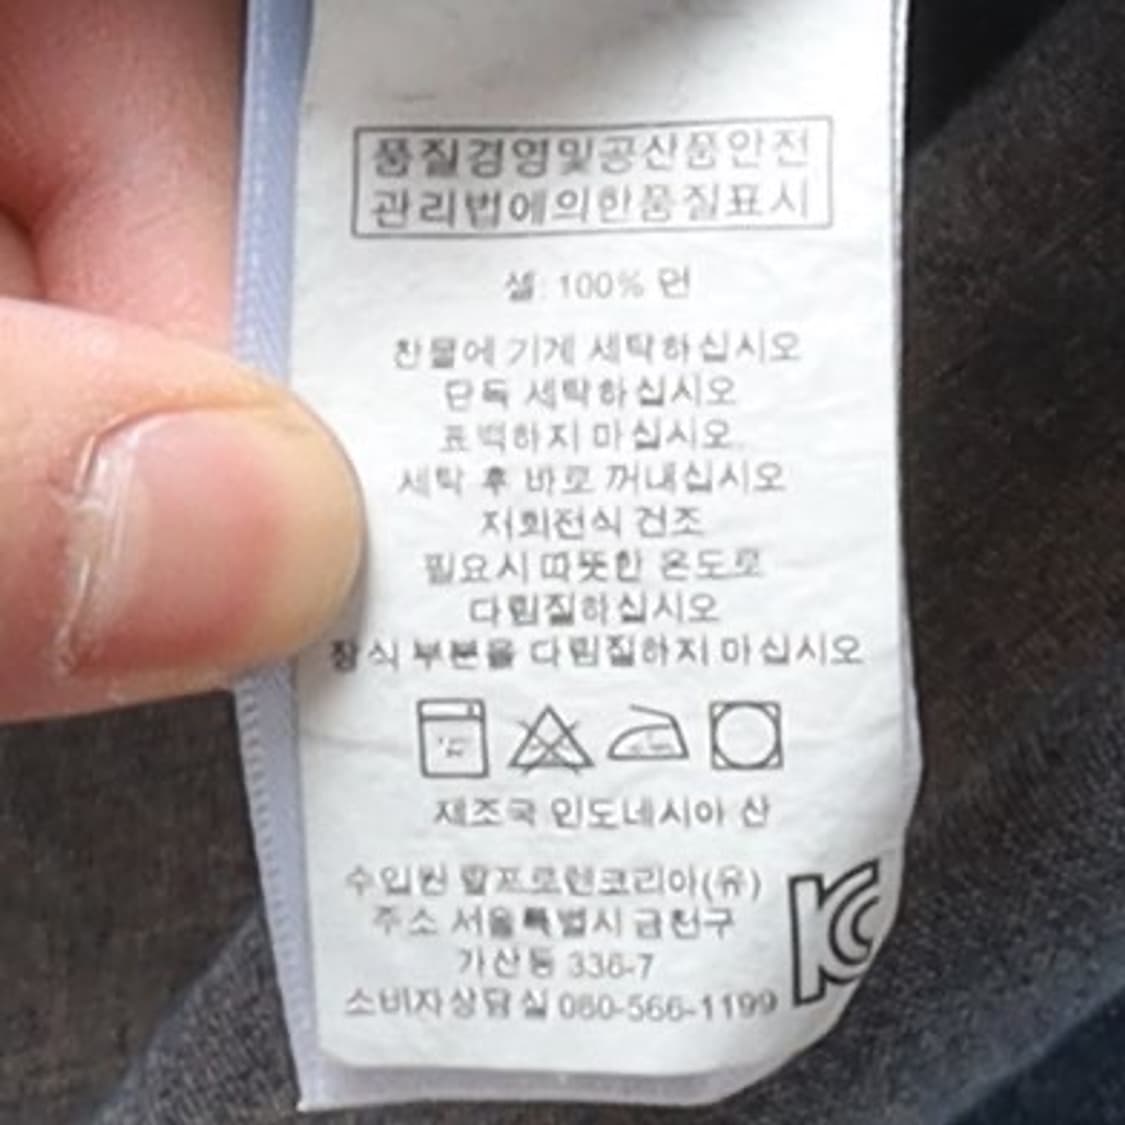 품질경영및공산품안전
관리법에의한품질표시
셀: 100% 면
찬물에 기계 세탁하십시오
단독 세탁하십시오
표백하지 마십시오
세탁 후 바로 꺼내십시오
저회전식 건조
필요시 따뜻한 온도로
다림질하십시오
장식 부분을 다림질하지 마십시오
제조국 인도네시아 산
수입원 랄프로렌코리아(유)
주소 서울특별시 금천구
가산동 336-7
소비자상담실 080-566-1199
KC